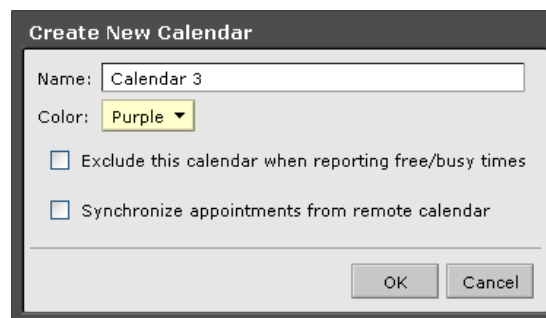 Create New Calendar
Name: Calendar 3
Color: Purple
Exclude this calendar when reporting free/busy times
Synchronize appointments from remote calendar
OK Cancel